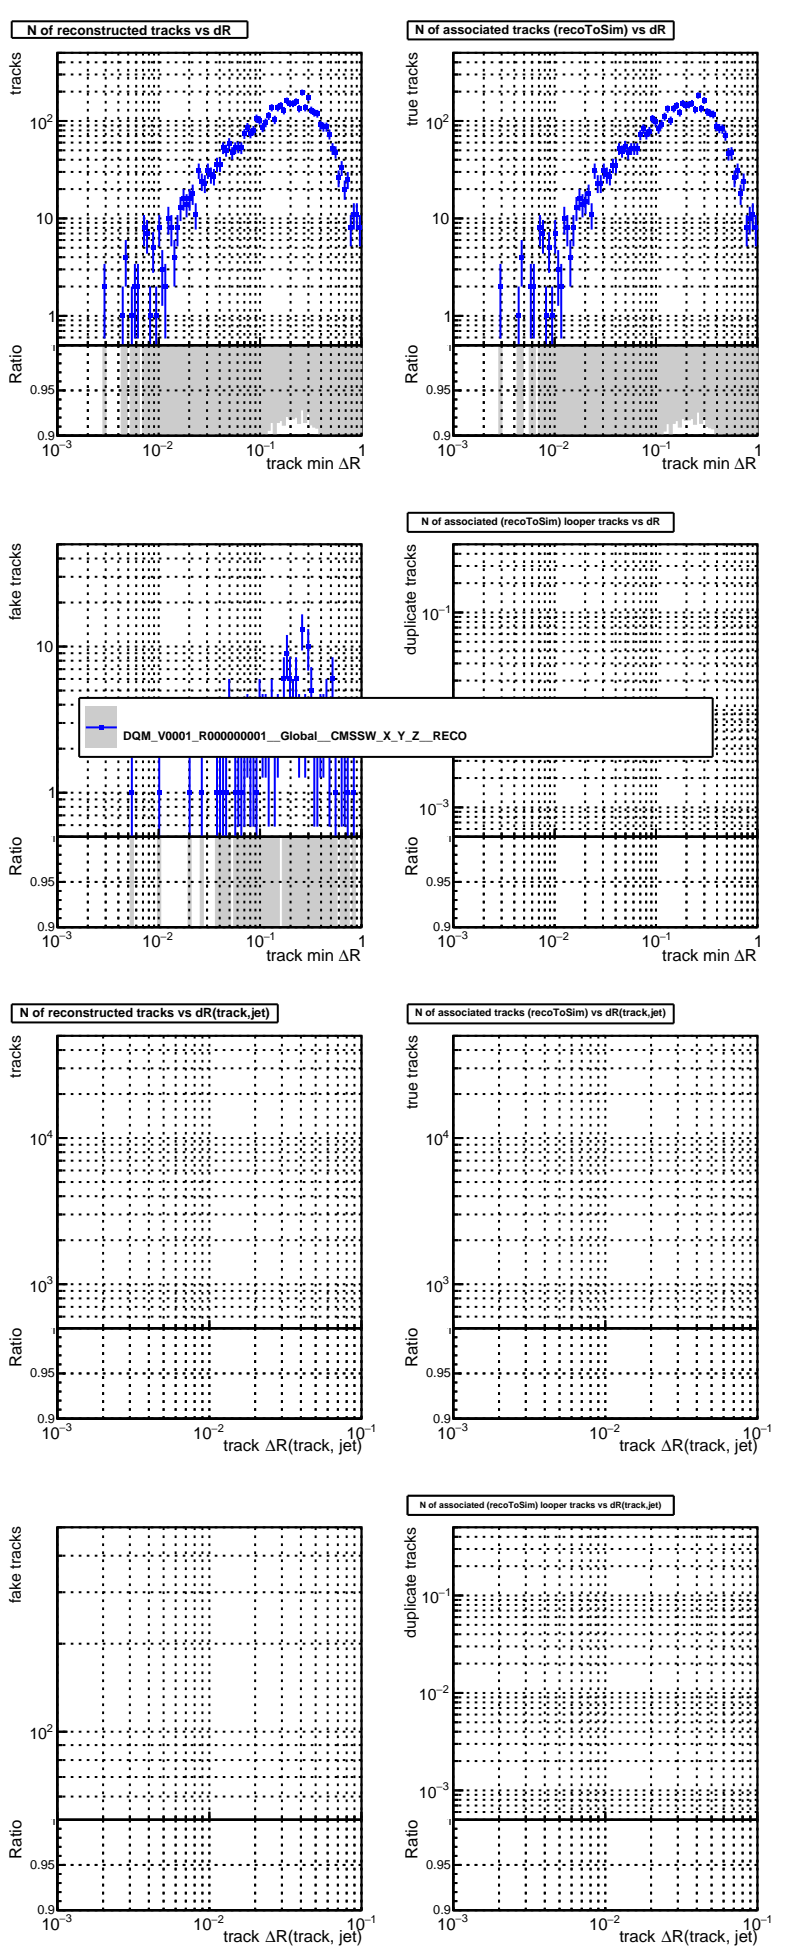 N of reconstructed tracks vs dR
tracks
10²
10
1
Ratio
1
0.95
0.9
10⁻³ 10⁻² 10⁻¹ 1
track min ΔR
N of associated tracks (recoToSim) vs dR
true tracks
10²
10
1
Ratio
1
0.95
0.9
10⁻³ 10⁻² 10⁻¹ 1
track min ΔR
fake tracks
10
1
Ratio
1
0.95
0.9
10⁻³ 10⁻² 10⁻¹ 1
track min ΔR
N of associated (recoToSim) looper tracks vs dR
duplicate tracks
10⁻¹
10⁻³
Ratio
1
0.95
0.9
10⁻³ 10⁻² 10⁻¹ 1
track min ΔR
DQM_V0001_R000000001__Global__CMSSW_X_Y_Z__RECO
N of reconstructed tracks vs dR(track,jet)
tracks
10⁴
10³
Ratio
1
0.95
0.9
10⁻³ 10⁻² 10⁻¹
track ΔR(track, jet)
N of associated tracks (recoToSim) vs dR(track,jet)
true tracks
10⁴
10³
Ratio
1
0.95
0.9
10⁻³ 10⁻² 10⁻¹
track ΔR(track, jet)
fake tracks
10²
Ratio
1
0.95
0.9
10⁻³ 10⁻² 10⁻¹
track ΔR(track, jet)
N of associated (recoToSim) looper tracks vs dR(track,jet)
duplicate tracks
10⁻¹
10⁻²
10⁻³
Ratio
1
0.95
0.9
10⁻³ 10⁻² 10⁻¹
track ΔR(track, jet)